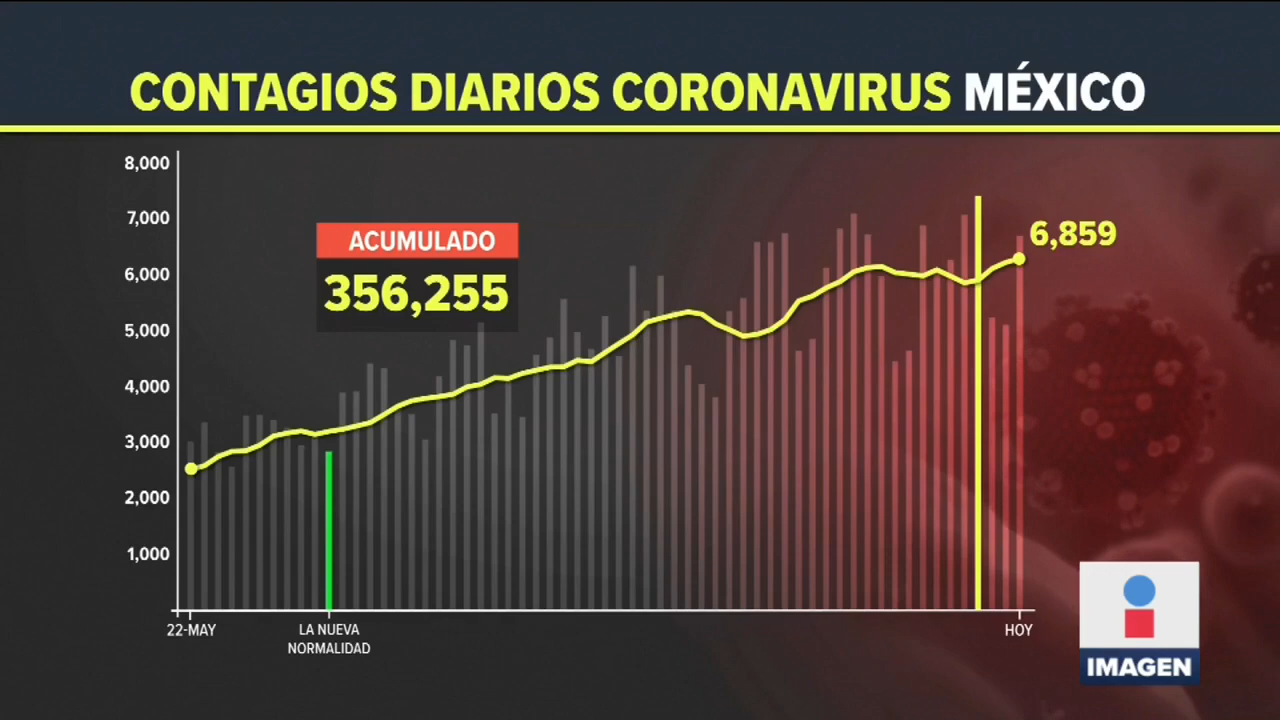 CONTAGIOS DIARIOS CORONAVIRUS MÉXICO
8,000
7,000
6,000
5,000
4,000
3,000
2,000
1,000
ACUMULADO
356,255
6,859
22-MAY
LA NUEVA
NORMALIDAD
HOY
IMAGEN